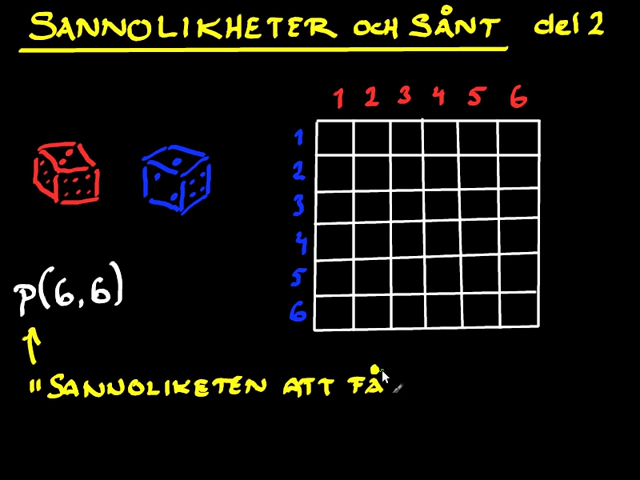 SANNOLIKHETER OCH SÅNT del 2
1 2 3 4 5 6
1
2
3
4
5
6
p(6,6)
"SANNOLIKETEN ATT FÅ